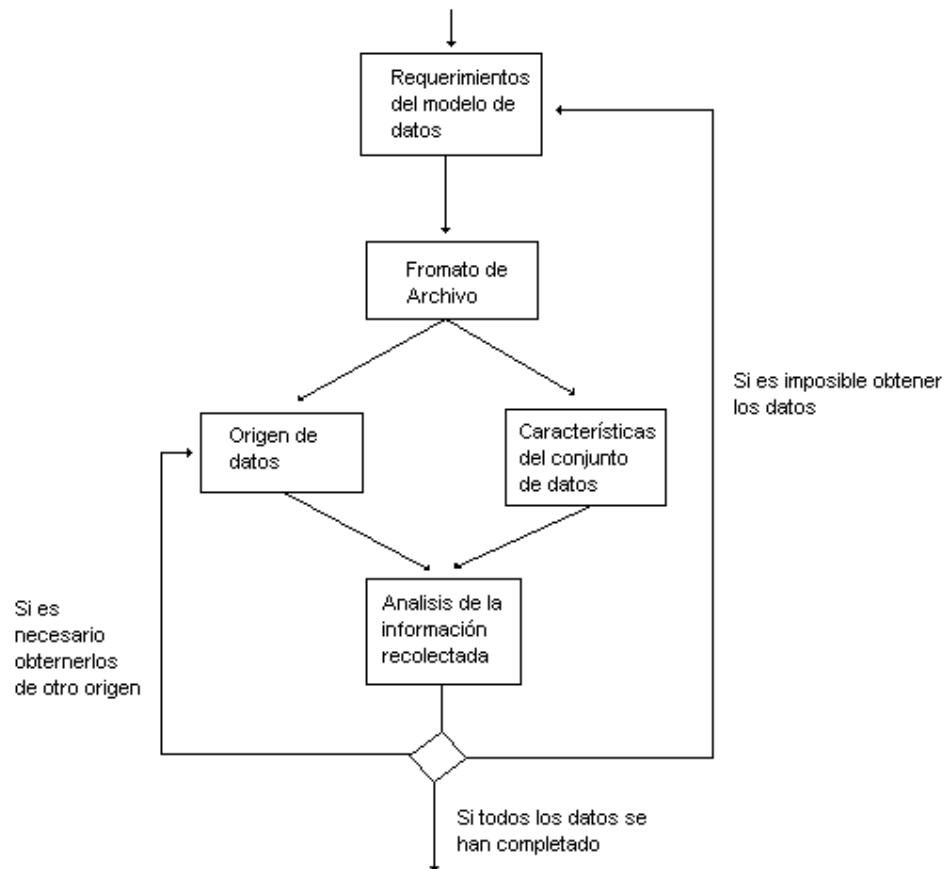 Requerimientos
del modelo de
datos
Fromato de
Archivo
Si es imposible obtener
los datos
Origen de
datos
Característícas
del conjunto
de datos
Analisis de la
información
recolectada
Si es
necesario
obternerlos
de otro origen
Si todos los datos se
han completado